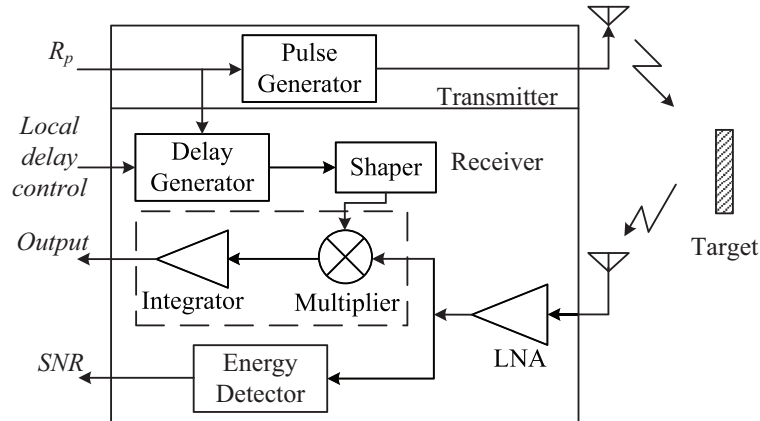 R_p
Pulse
Generator
Transmitter
Local
delay
control
Delay
Generator
Shaper
Receiver
Output
Integrator
Multiplier
Target
LNA
SNR
Energy
Detector